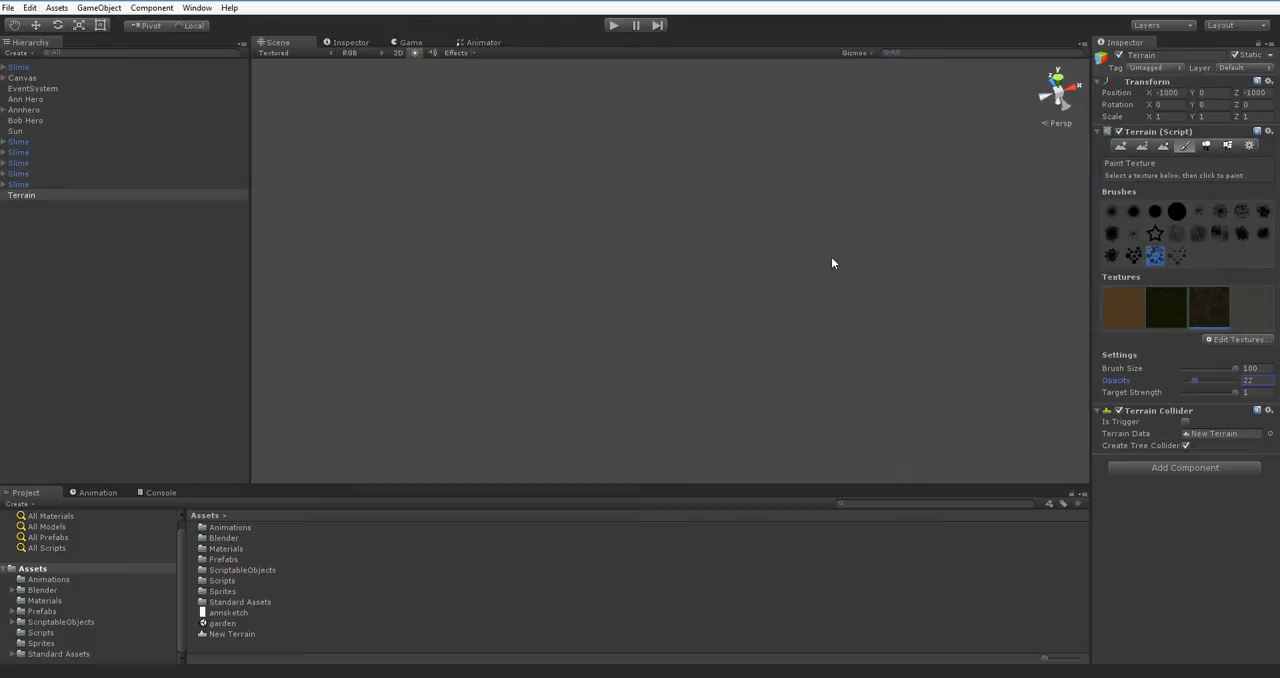 File Edit Assets GameObject Component Window Help
Pivot Local Layers Layout
Hierarchy Scene Inspector Game Animator Inspector
Create All Textured RGB 2D Effects Gizmos All Terrain Static
Slime Tag Untagged Layer Default
Canvas Transform
EventSystem Position X -1000 Y 0 Z -1000
Ann Hero Rotation X 0 Y 0 Z 0
Annhero Scale X 1 Y 1 Z 1
Bob Hero Persp
Sun Terrain (Script)
Slime
Slime Paint Texture
Slime Select a texture below, then click to paint
Slime
Slime Brushes
Terrain
Textures
Edit Textures...
Settings
Brush Size 100
Opacity 22
Target Strength 1
Terrain Collider
Is Trigger
Terrain Data New Terrain
Create Tree Colliders
Add Component
Project Animation Console
Create
All Materials Assets
All Models Animations
All Prefabs Blender
All Scripts Materials
Prefabs
Assets ScriptableObjects
Animations Scripts
Blender Sprites
Materials Standard Assets
Prefabs annsketch
ScriptableObjects garden
Scripts New Terrain
Sprites
Standard Assets
x y z